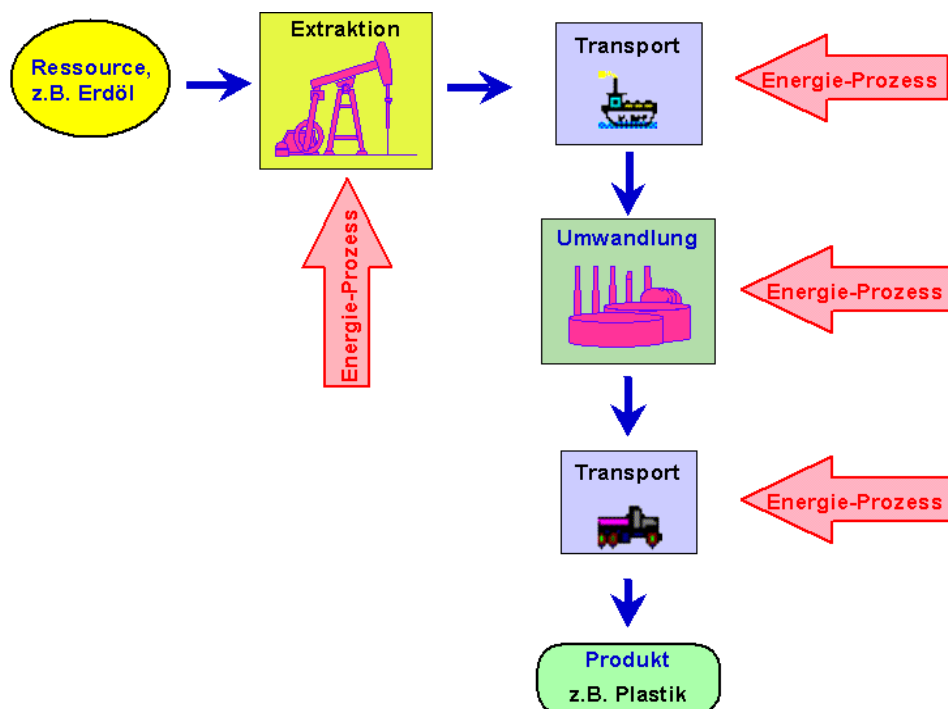 Ressource,
z.B. Erdöl
Extraktion
Transport
Energie-Prozess
Energie-Prozess
Umwandlung
Energie-Prozess
Transport
Energie-Prozess
Produkt
z.B. Plastik